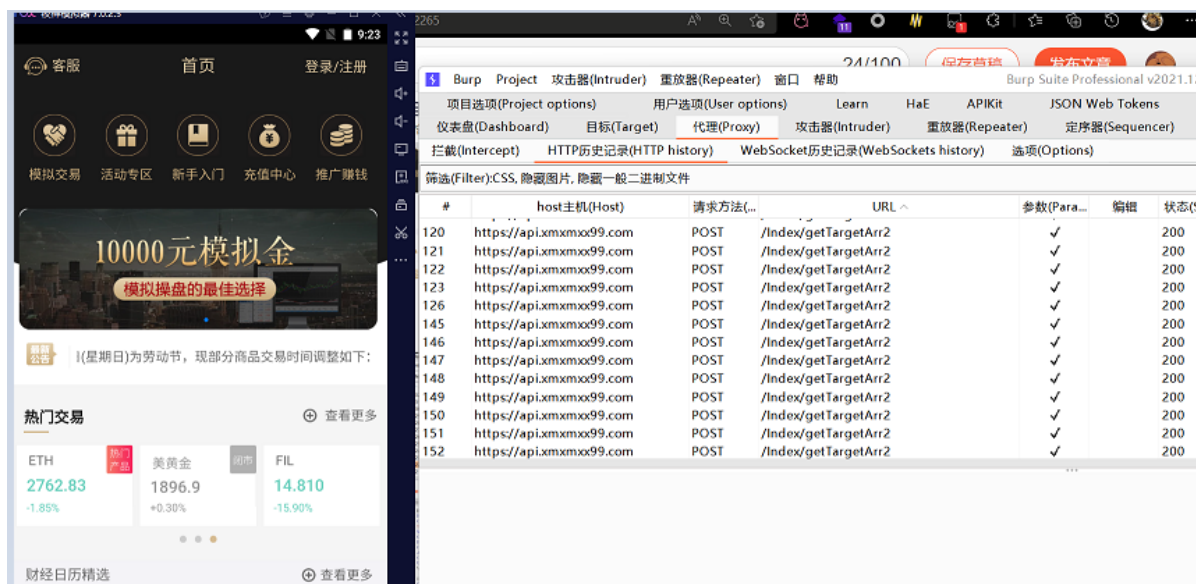 2265
9:23
客服
首页
登录/注册
模拟交易
活动专区
新手入门
充值中心
推广赚钱
10000元模拟金
模拟操盘的最佳选择
最新公告
(星期日)为劳动节，现部分商品交易时间调整如下：
热门交易
查看更多
ETH
热门产品
2762.83
-1.85%
美黄金
闭市
1896.9
+0.30%
FIL
14.810
-15.90%
财经日历精选
查看更多
11
1
24/100
保存草稿
发布文章
Burp Project 攻击器(Intruder) 重放器(Repeater) 窗口 帮助
Burp Suite Professional v2021.1
项目选项(Project options) 用户选项(User options) Learn HaE APIKit JSON Web Tokens
仪表盘(Dashboard) 目标(Target) 代理(Proxy) 攻击器(Intruder) 重放器(Repeater) 定序器(Sequencer)
拦截(Intercept) HTTP历史记录(HTTP history) WebSocket历史记录(WebSockets history) 选项(Options)
筛选(Filter):CSS, 隐藏图片, 隐藏一般二进制文件
# host主机(Host) 请求方法(... URL 参数(Para... 编辑 状态(S
120 https://api.xmxmxx99.com POST /Index/getTargetArr2 ✓ 200
121 https://api.xmxmxx99.com POST /Index/getTargetArr2 ✓ 200
122 https://api.xmxmxx99.com POST /Index/getTargetArr2 ✓ 200
123 https://api.xmxmxx99.com POST /Index/getTargetArr2 ✓ 200
126 https://api.xmxmxx99.com POST /Index/getTargetArr2 ✓ 200
145 https://api.xmxmxx99.com POST /Index/getTargetArr2 ✓ 200
146 https://api.xmxmxx99.com POST /Index/getTargetArr2 ✓ 200
147 https://api.xmxmxx99.com POST /Index/getTargetArr2 ✓ 200
148 https://api.xmxmxx99.com POST /Index/getTargetArr2 ✓ 200
149 https://api.xmxmxx99.com POST /Index/getTargetArr2 ✓ 200
150 https://api.xmxmxx99.com POST /Index/getTargetArr2 ✓ 200
151 https://api.xmxmxx99.com POST /Index/getTargetArr2 ✓ 200
152 https://api.xmxmxx99.com POST /Index/getTargetArr2 ✓ 200